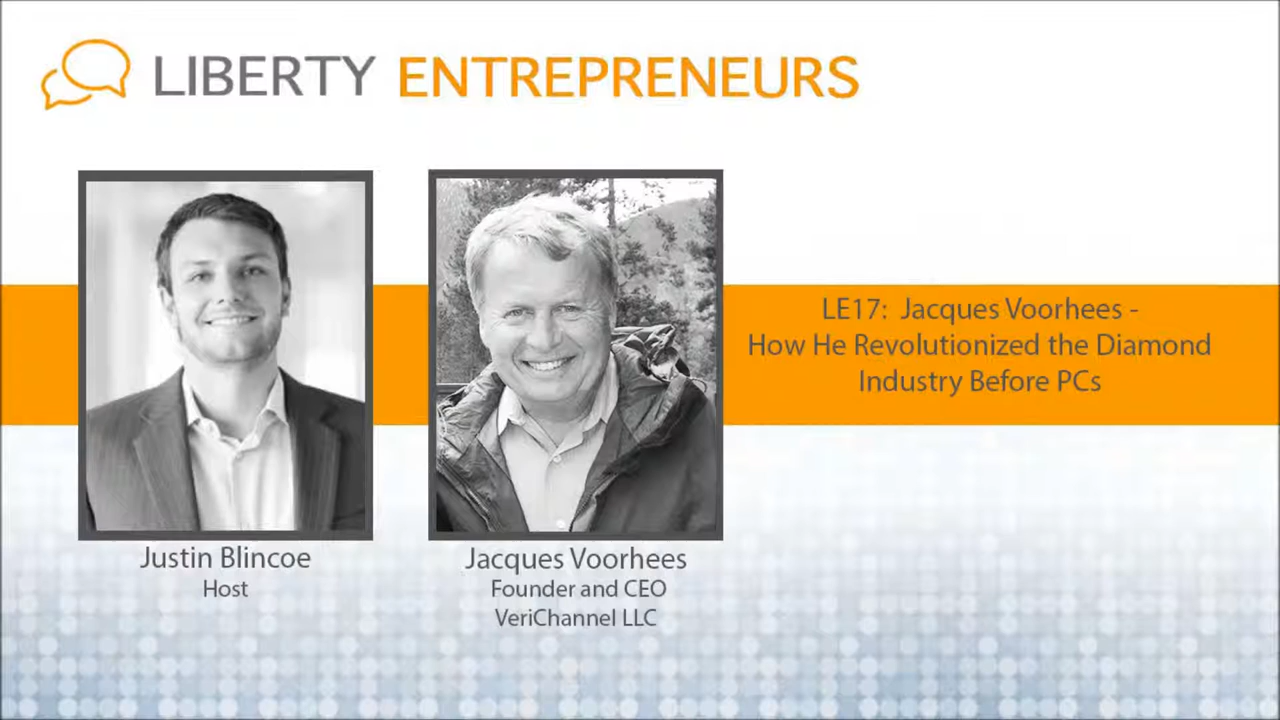 LIBERTY ENTREPRENEURS
LE17: Jacques Voorhees -
How He Revolutionized the Diamond
Industry Before PCs
Justin Blincoe
Host
Jacques Voorhees
Founder and CEO
VeriChannel LLC